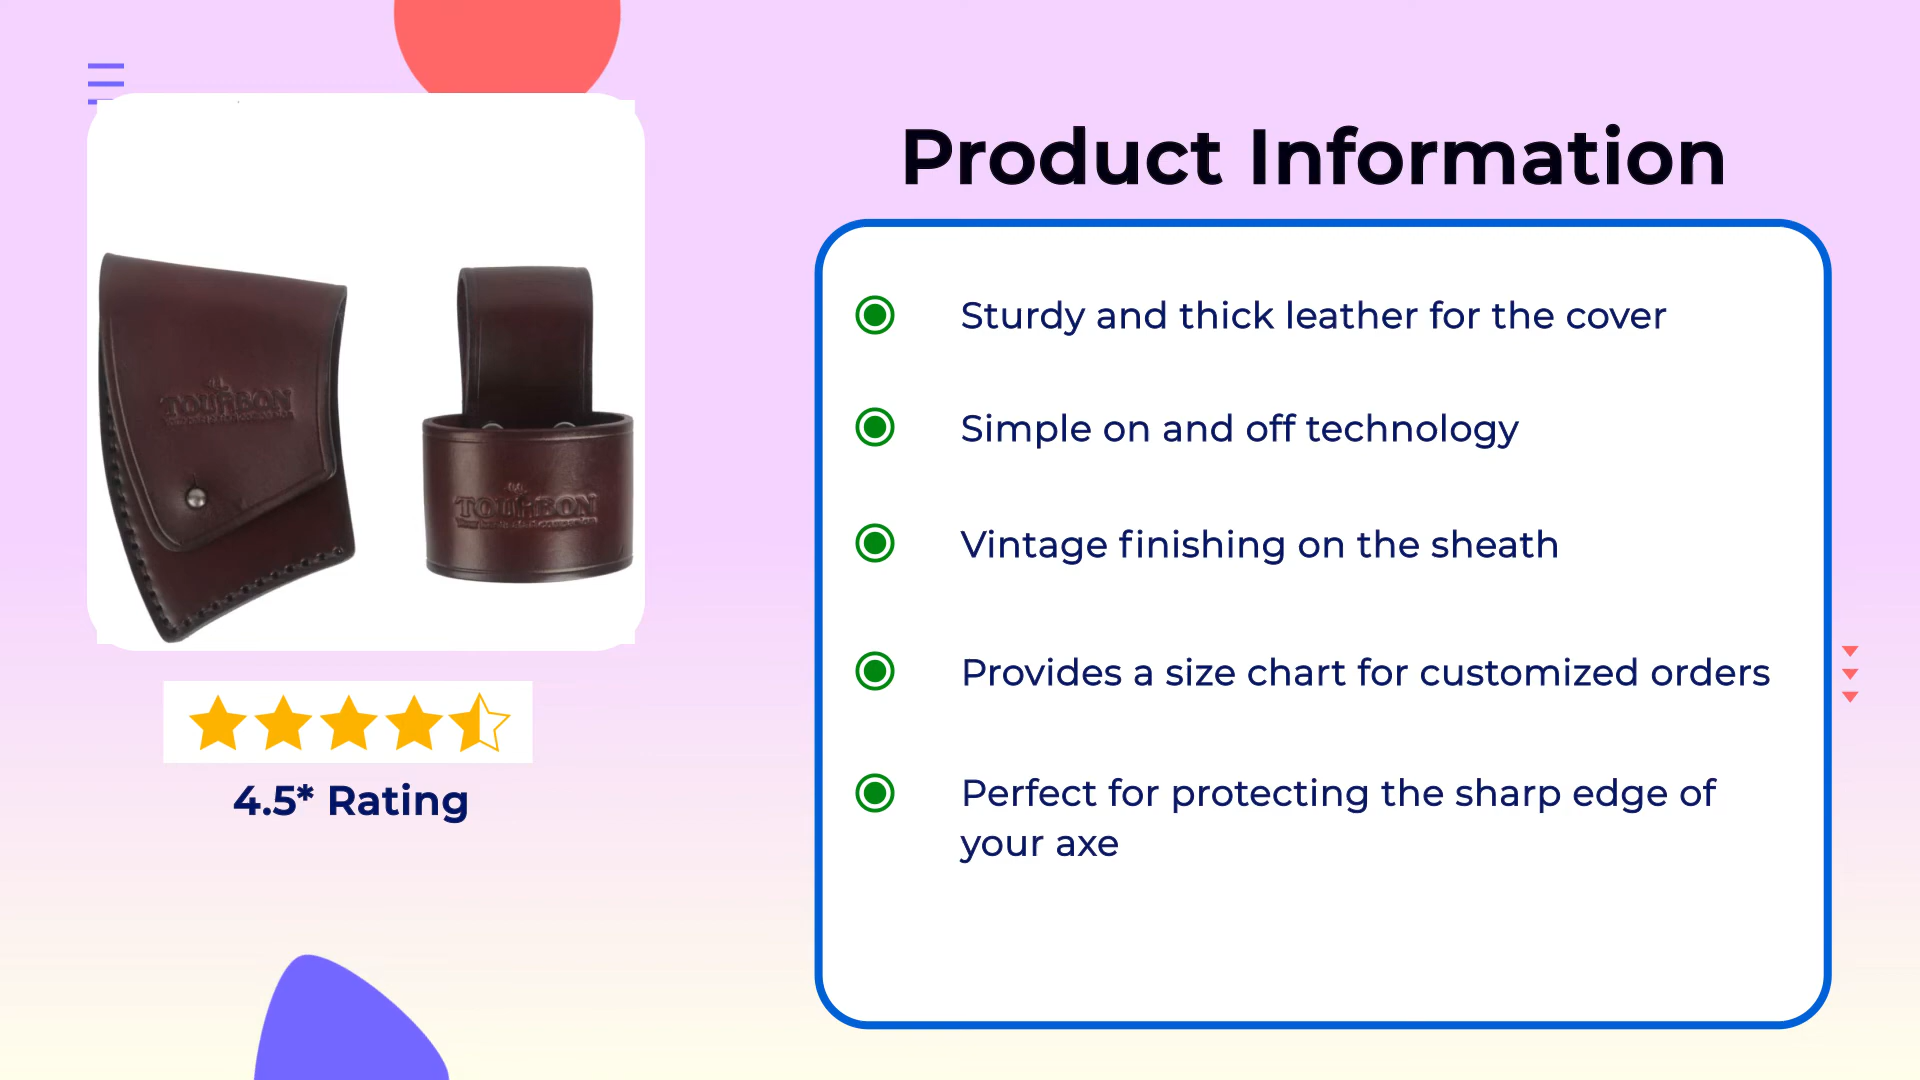 Product Information
TOURBON
TOURBON
Sturdy and thick leather for the cover
Simple on and off technology
Vintage finishing on the sheath
Provides a size chart for customized orders
Perfect for protecting the sharp edge of
your axe
4.5* Rating